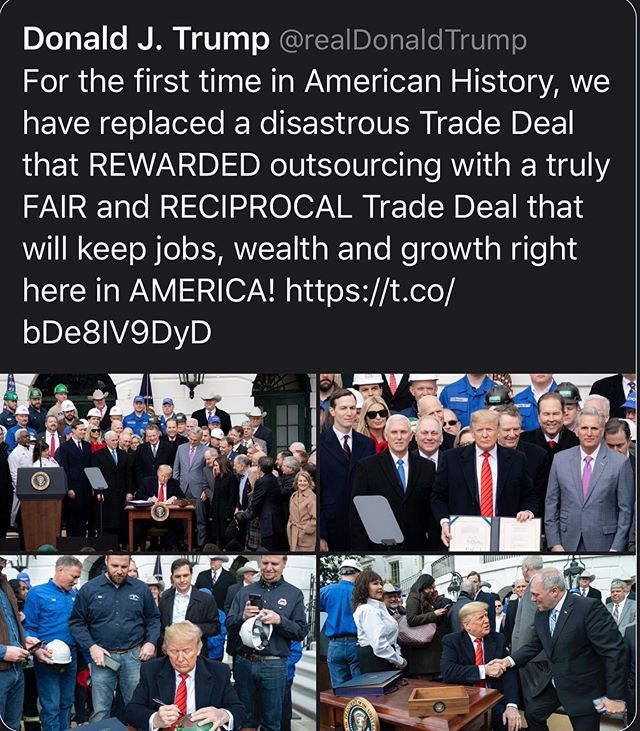 Donald J. Trump @realDonaldTrump
For the first time in American History, we
have replaced a disastrous Trade Deal
that REWARDED outsourcing with a truly
FAIR and RECIPROCAL Trade Deal that
will keep jobs, wealth and growth right
here in AMERICA! https://t.co/
bDe8IV9DyD